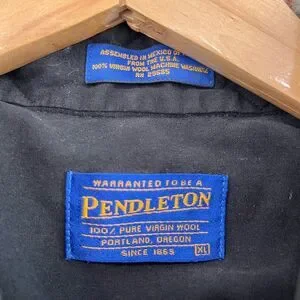 ASSEMBLED IN MEXICO OF
FROM THE U.S.A.
100% VIRGIN WOOL MACHINE WASHABLE
RN 29685
WARRANTED TO BE A
PENDLETON
100% PURE VIRGIN WOOL
PORTLAND, OREGON
SINCE 1863 XL